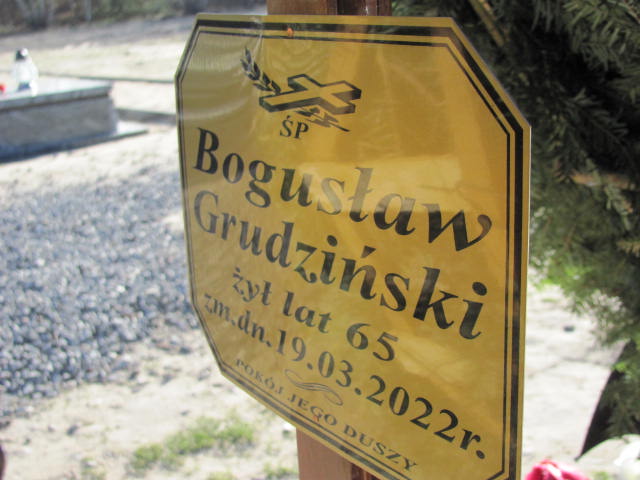 ŚP
Bogusław
Grudziński
żył lat 65
zm.dn.19.03.2022r.
POKÓJ JEGO DUSZY